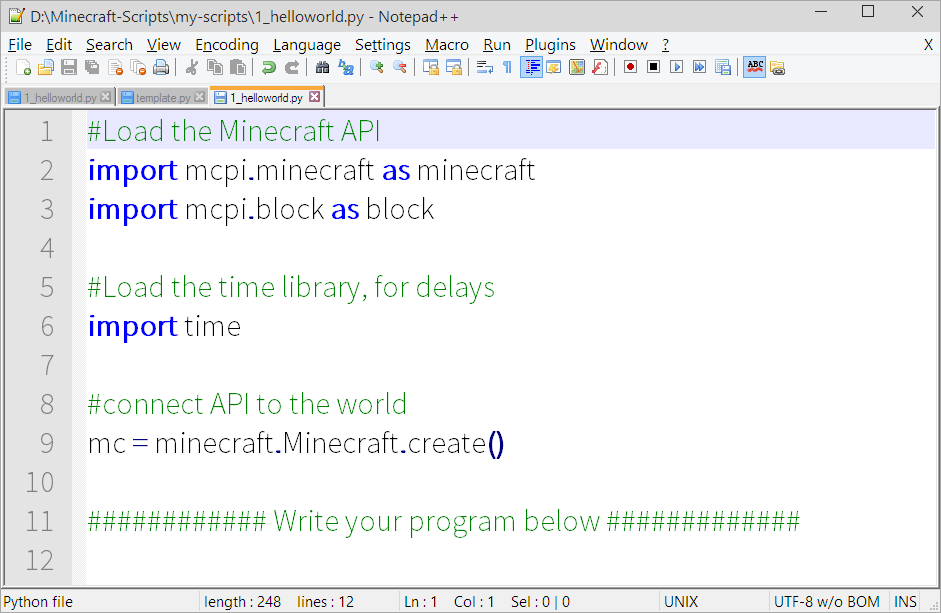 D:\Minecraft-Scripts\my-scripts\1_helloworld.py - Notepad++
File Edit Search View Encoding Language Settings Macro Run Plugins Window ? X
ABC
1_helloworld.py template.py 1_helloworld.py
1 #Load the Minecraft API
2 import mcpi.minecraft as minecraft
3 import mcpi.block as block
4
5 #Load the time library, for delays
6 import time
7
8 #connect API to the world
9 mc = minecraft.Minecraft.create()
10
11 ############ Write your program below #############
12
Python file length : 248 lines : 12 Ln : 1 Col : 1 Sel : 0 | 0 UNIX UTF-8 w/o BOM INS